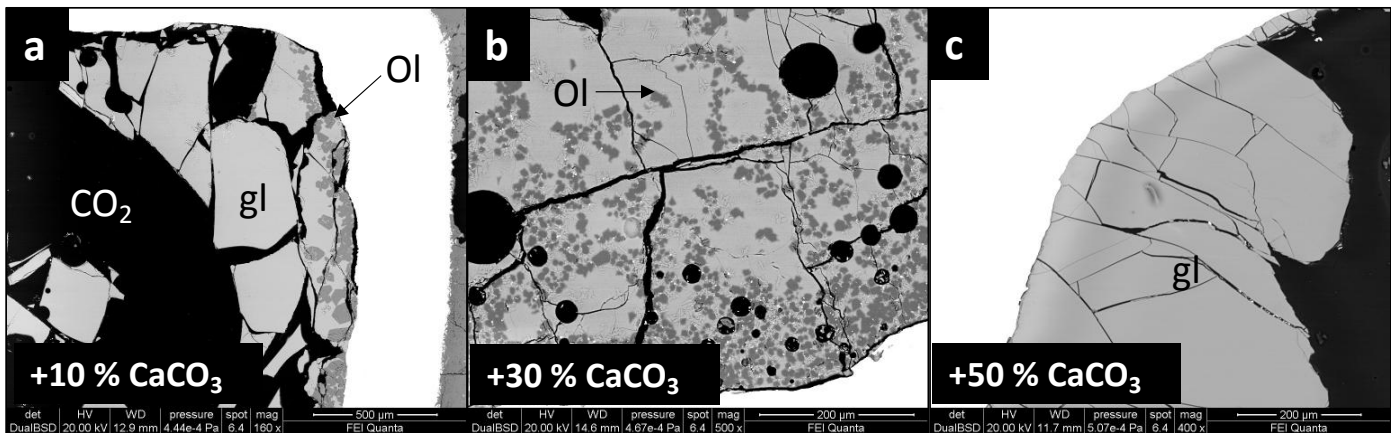 a
Ol
CO₂
gl
+10 % CaCO₃
det HV WD pressure spot mag 500 µm
DualBSD 20.00 kV 12.9 mm 4.44e-4 Pa 6.4 160 x FEI Quanta
b
Ol
+30 % CaCO₃
det HV WD pressure spot mag 200 µm
DualBSD 20.00 kV 14.6 mm 4.67e-4 Pa 6.4 500 x FEI Quanta
c
gl
+50 % CaCO₃
det HV WD pressure spot mag 200 µm
DualBSD 20.00 kV 11.7 mm 5.07e-4 Pa 6.4 400 x FEI Quanta